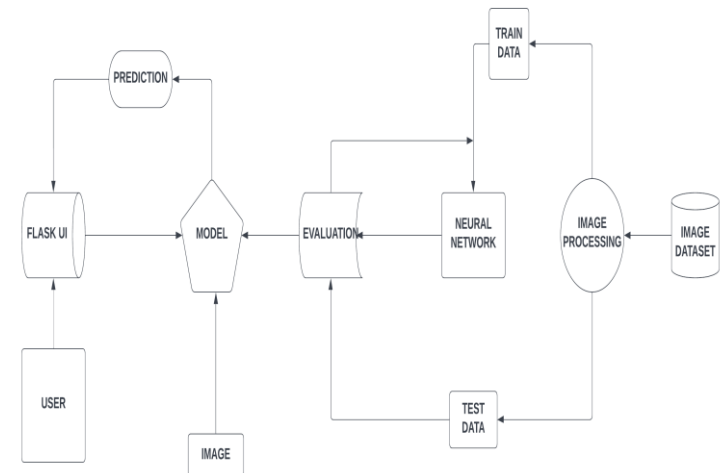 TRAIN
DATA
PREDICTION
FLASK UI
MODEL
EVALUATION
NEURAL
NETWORK
IMAGE
PROCESSING
IMAGE
DATASET
USER
TEST
DATA
IMAGE